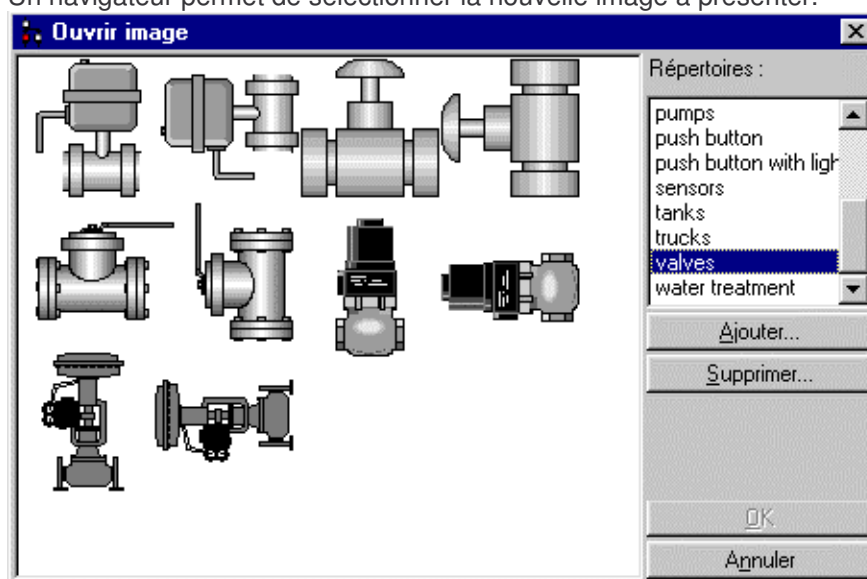 Un navigateur permet de sélectionner la nouvelle image à présenter.
Ouvrir image
Répertoires :
pumps
push button
push button with ligh
sensors
tanks
trucks
valves
water treatment
Ajouter...
Supprimer...
OK
Annuler